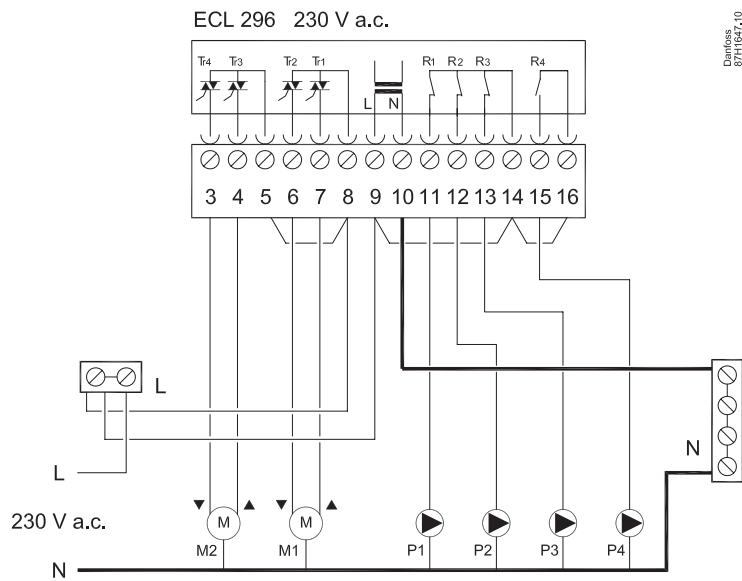 ECL 296 230 V a.c.
Danfoss
87H1647.10
Tr4 Tr3 Tr2 Tr1 R1 R2 R3 R4
L N
3 4 5 6 7 8 9 10 11 12 13 14 15 16
L
L
N
230 V a.c.
M M
M2 M1 P1 P2 P3 P4
N